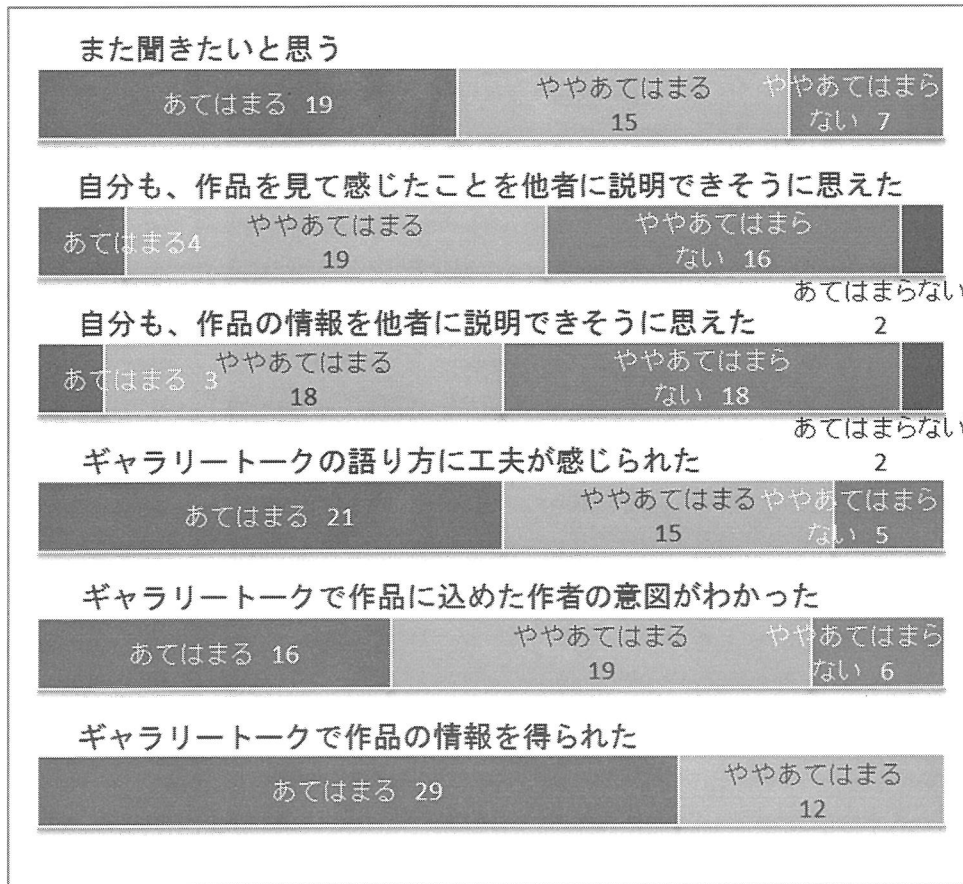 また聞きたいと思う
あてはまる 19
ややあてはまる
15
ややあてはまら
ない 7
自分も、作品を見て感じたことを他者に説明できそうに思えた
あてはまる4
ややあてはまる
19
ややあてはまら
ない 16
あてはまらない
2
自分も、作品の情報を他者に説明できそうに思えた
あてはまる 3
ややあてはまる
18
ややあてはまら
ない 18
あてはまらない
2
ギャラリートークの語り方に工夫が感じられた
あてはまる 21
ややあてはまる
15
ややあてはまら
ない 5
ギャラリートークで作品に込めた作者の意図がわかった
あてはまる 16
ややあてはまる
19
ややあてはまら
ない 6
ギャラリートークで作品の情報を得られた
あてはまる 29
ややあてはまる
12